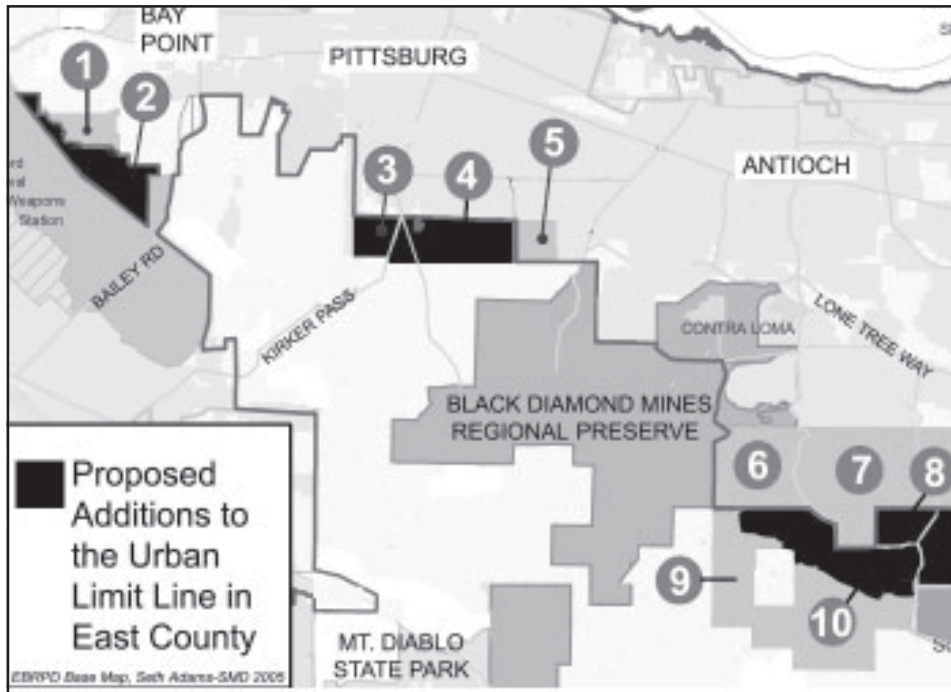 BAY
POINT
PITTSBURG
1
2
3
4
5
ANTIOCH
Weapons
Station
BAILEY RD
KIRKER PASS
CONTRA LOMA
LONE TREE WAY
BLACK DIAMOND MINES
REGIONAL PRESERVE
6
7
8
9
10
MT. DIABLO
STATE PARK
Proposed
Additions to
the Urban
Limit Line in
East County
EBRPD Base Map, Seth Adams-SMD 2005